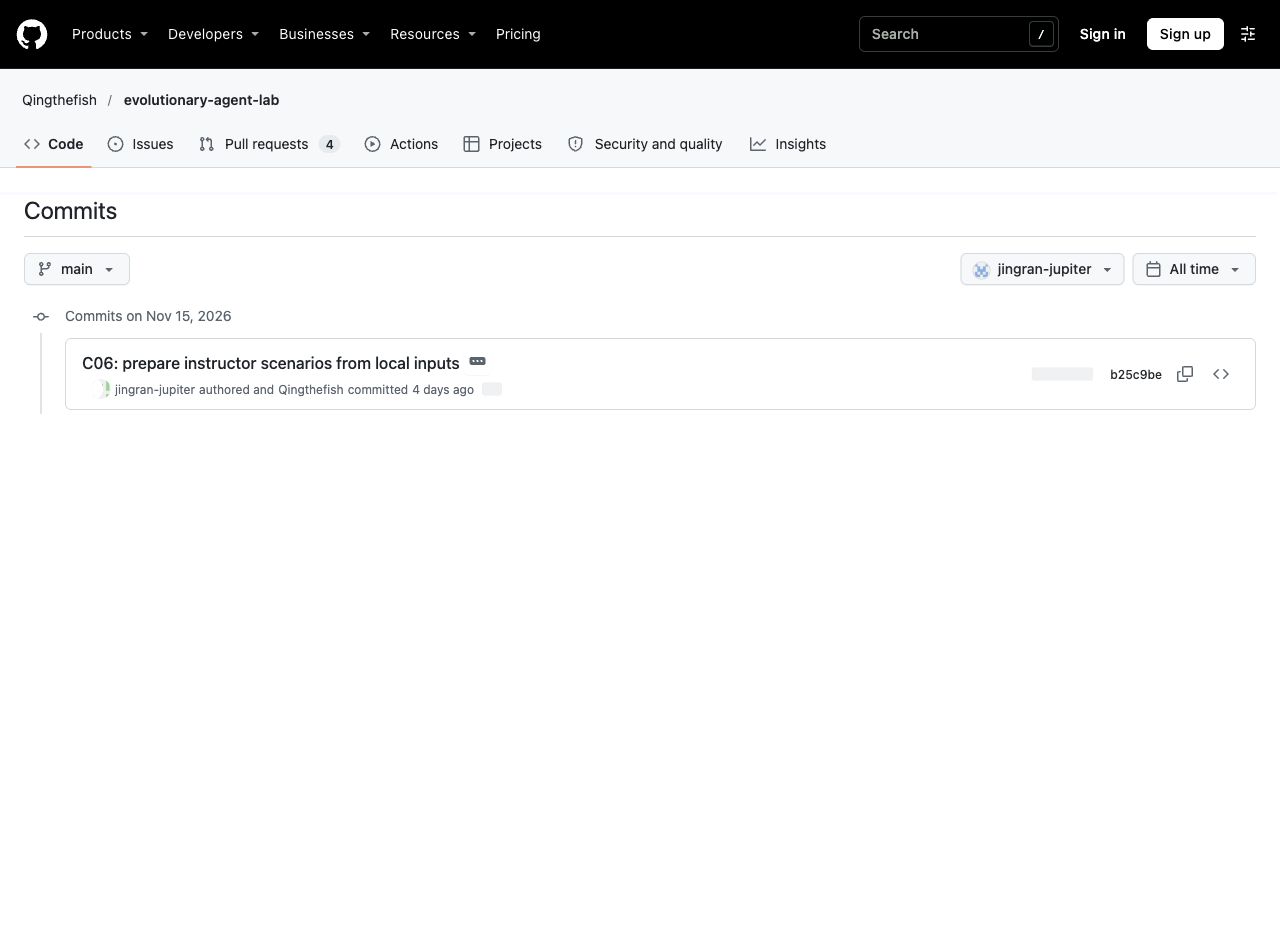 Products Developers Businesses Resources Pricing Search / Sign in Sign up
Qingthefish / evolutionary-agent-lab
Code Issues Pull requests 4 Actions Projects Security and quality Insights
Commits
main jingran-jupiter All time
Commits on Nov 15, 2026
C06: prepare instructor scenarios from local inputs
jingran-jupiter authored and Qingthefish committed 4 days ago
b25c9be